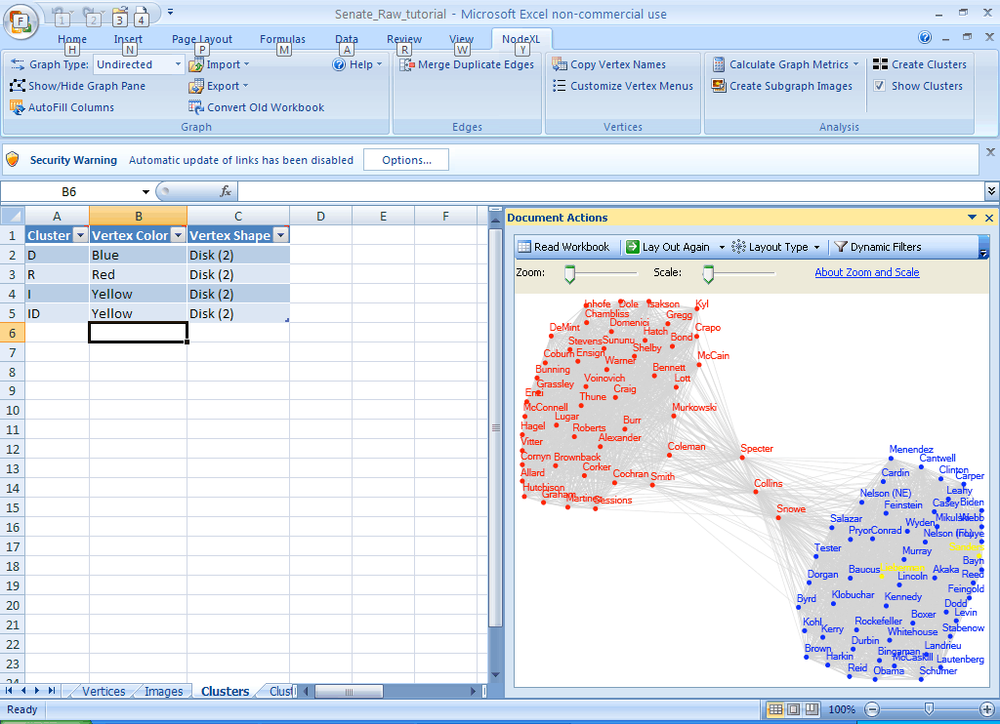 Senate_Raw_tutorial - Microsoft Excel non-commercial use
F 1 2 3 4
Home Insert Page Layout Formulas Data Review View NodeXL
H N P M A R W Y
Graph Type: Undirected Import Help Merge Duplicate Edges Copy Vertex Names Calculate Graph Metrics Create Clusters
Show/Hide Graph Pane Export Customize Vertex Menus Create Subgraph Images Show Clusters
AutoFill Columns Convert Old Workbook
Graph Edges Vertices Analysis
Security Warning Automatic update of links has been disabled Options...
B6 fx
A B C D E F
1 Cluster Vertex Color Vertex Shape
2 D Blue Disk (2)
3 R Red Disk (2)
4 I Yellow Disk (2)
5 ID Yellow Disk (2)
6
7
8
9
10
11
12
13
14
15
16
17
18
19
20
21
22
23
24
Document Actions
Read Workbook Lay Out Again Layout Type Dynamic Filters
Zoom: Scale: About Zoom and Scale
Inhofe Dole Isakson Kyl
Chambliss Gregg
DeMint Domenici Crapo
Hatch Bond
Stevens Sununu
Shelby
Coburn Ensign McCain
Warner
Bunning Bennett
Voinovich Lott
Grassley Craig
Enzi Thune
McConnell Murkowski
Lugar Burr
Hagel Roberts
Vitter Alexander
Coleman Specter
Cornyn Brownback
Corker
Allard Cochran Smith
Hutchison Collins
Graham Martinez Sessions
Snowe
Menendez
Cantwell
Cardin Clinton
Carper
Nelson (NE) Leahy
Feinstein Casey Biden
Salazar Wyden Mikulski Webb
Pryor Conrad Nelson (FL) Inouye
Tester Murray
Bayh
Baucus Lieberman Akaka
Dorgan Lincoln Reed
Feingold
Byrd Klobuchar Kennedy
Dodd
Boxer Levin
Kohl Rockefeller
Kerry Whitehouse Stabenow
Durbin Landrieu
Brown Bingaman
Harkin McCaskill Lautenberg
Reid Obama Schumer
Vertices Images Clusters Clust
Ready 100%